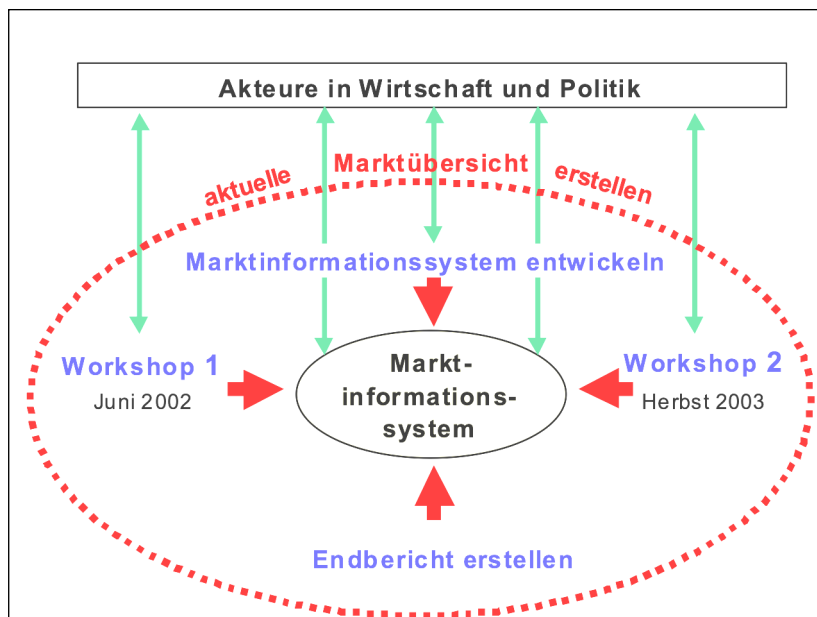 Akteure in Wirtschaft und Politik
aktuelle Marktübersicht erstellen
Marktinformationssystem entwickeln
Workshop 1
Juni 2002
Markt-
informations-
system
Workshop 2
Herbst 2003
Endbericht erstellen